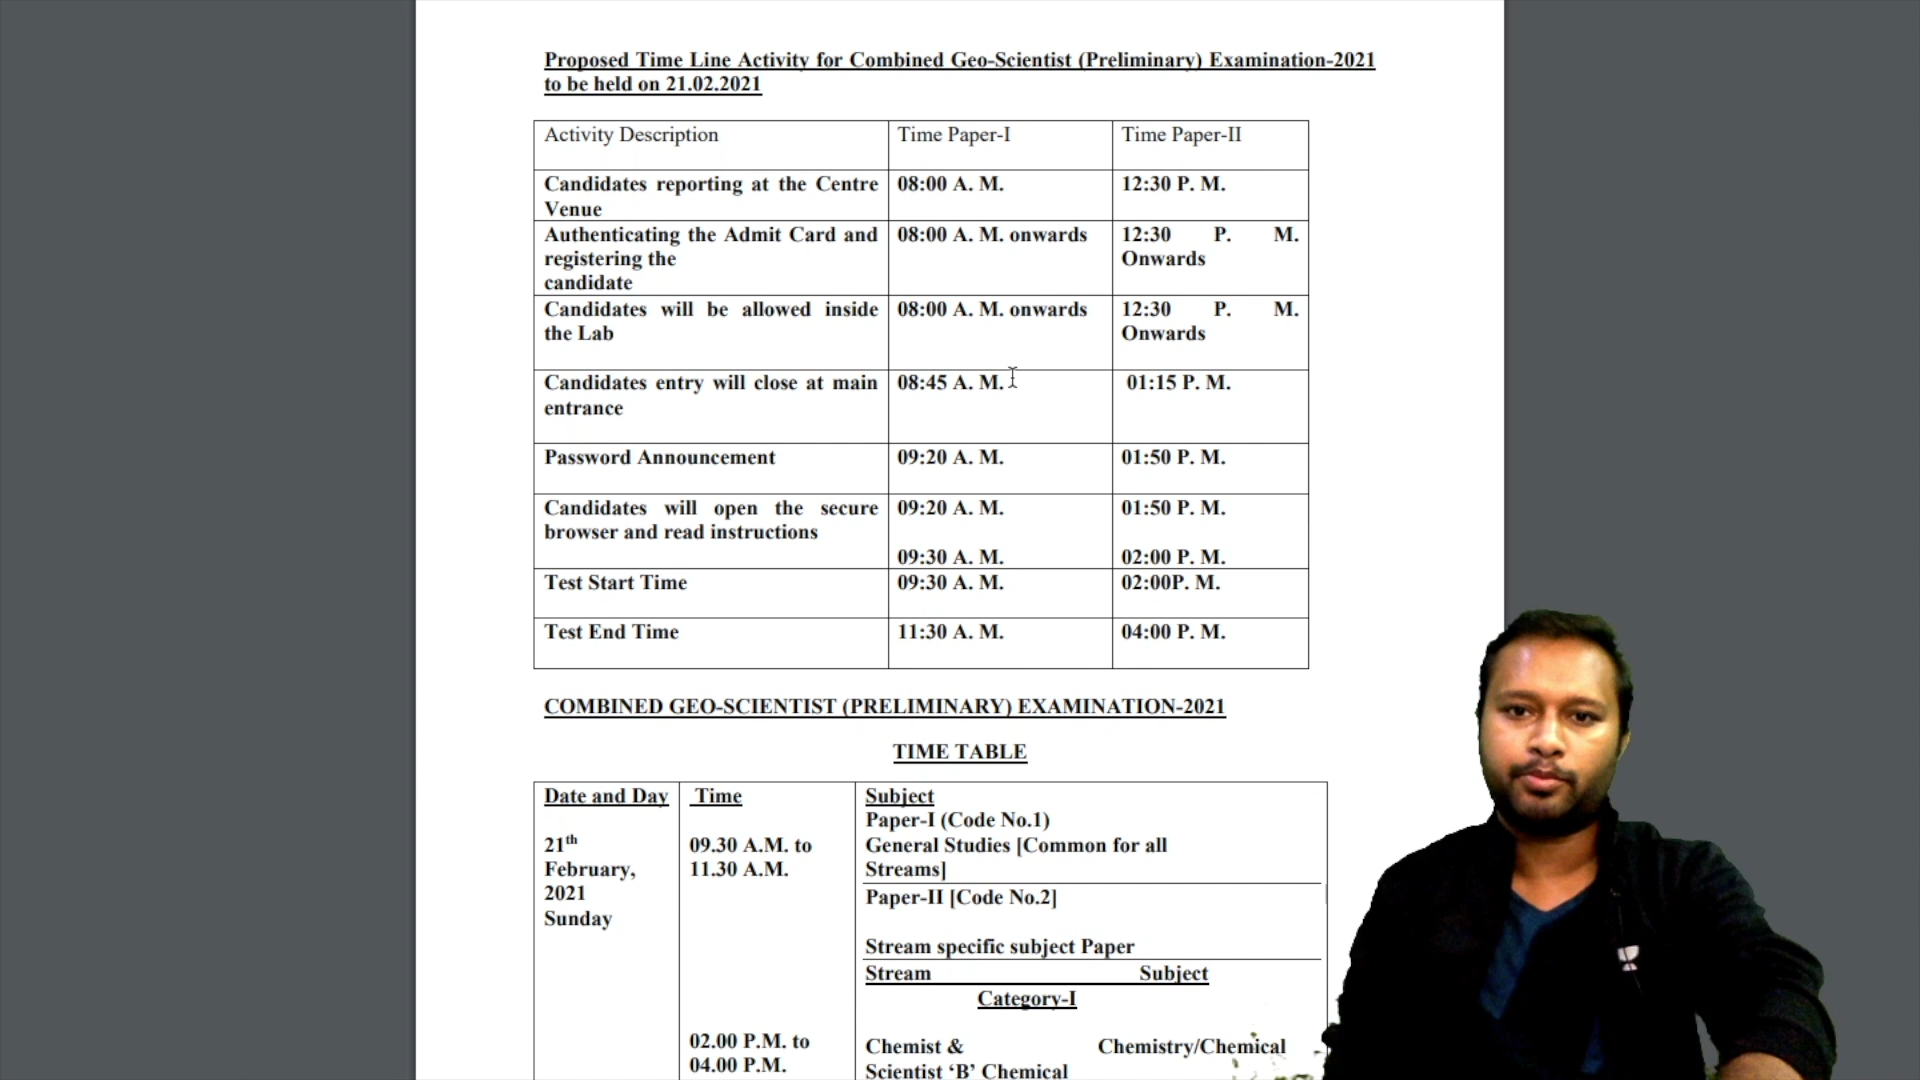 Proposed Time Line Activity for Combined Geo-Scientist (Preliminary) Examination-2021
to be held on 21.02.2021
Activity Description Time Paper-I Time Paper-II
Candidates reporting at the Centre 08:00 A. M. 12:30 P. M.
Venue
Authenticating the Admit Card and 08:00 A. M. onwards 12:30 P. M.
registering the Onwards
candidate
Candidates will be allowed inside 08:00 A. M. onwards 12:30 P. M.
the Lab Onwards
Candidates entry will close at main 08:45 A. M. 01:15 P. M.
entrance
Password Announcement 09:20 A. M. 01:50 P. M.
Candidates will open the secure 09:20 A. M. 01:50 P. M.
browser and read instructions
09:30 A. M. 02:00 P. M.
Test Start Time 09:30 A. M. 02:00P. M.
Test End Time 11:30 A. M. 04:00 P. M.
COMBINED GEO-SCIENTIST (PRELIMINARY) EXAMINATION-2021
TIME TABLE
Date and Day Time Subject
Paper-I (Code No.1)
21th 09.30 A.M. to General Studies [Common for all
February, 11.30 A.M. Streams]
2021 Paper-II [Code No.2]
Sunday
Stream specific subject Paper
Stream Subject
Category-I
02.00 P.M. to Chemist & Chemistry/Chemical
04.00 P.M. Scientist ‘B’ Chemical